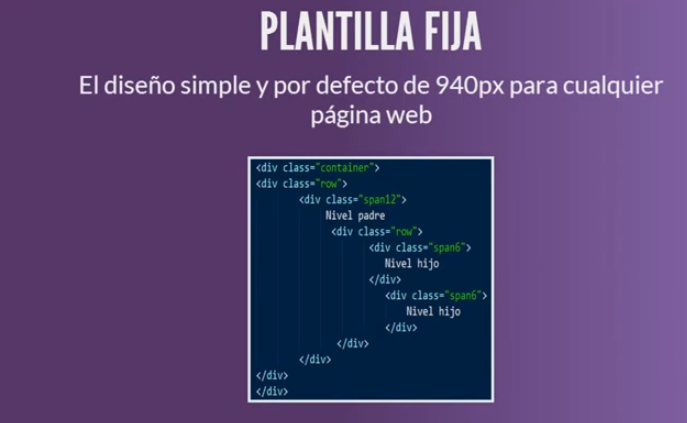 PLANTILLA FIJA
El diseño simple y por defecto de 940px para cualquier
página web
<div class="container">
<div class="row">
<div class="span12">
Nivel padre
<div class="row">
<div class="span6">
Nivel hijo
</div>
<div class="span6">
Nivel hijo
</div>
</div>
</div>
</div>
</div>